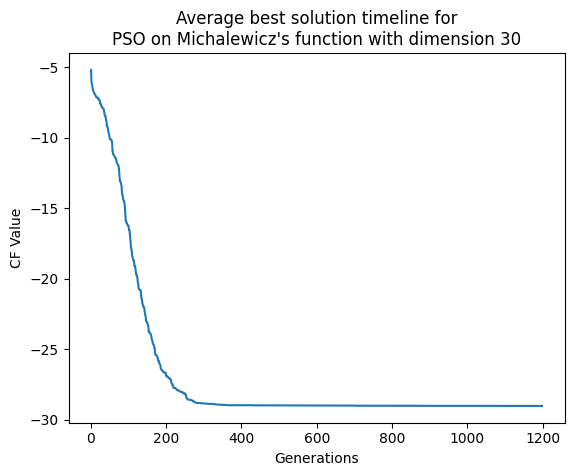 Average best solution timeline for
PSO on Michalewicz's function with dimension 30
−5
−10
−15
−20
−25
−30
CF Value
0 200 400 600 800 1000 1200
Generations